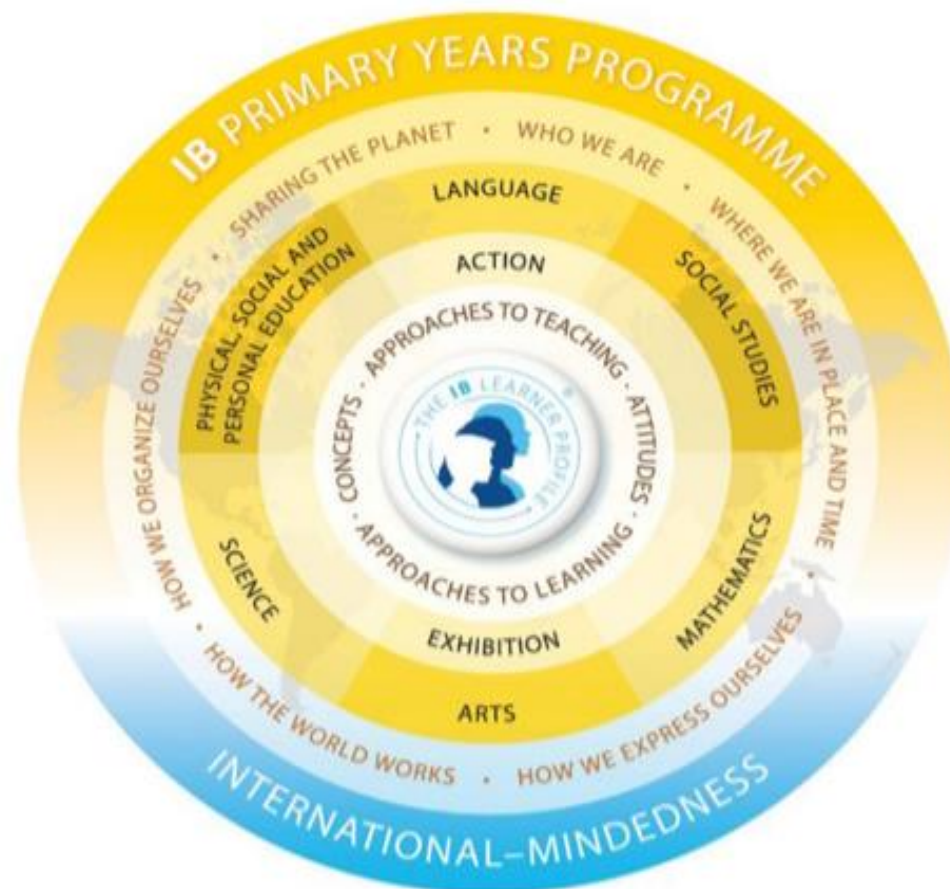 IB PRIMARY YEARS PROGRAMME
SHARING THE PLANET · WHO WE ARE · WHERE WE ARE IN PLACE AND TIME · HOW WE EXPRESS OURSELVES · HOW THE WORLD WORKS · HOW WE ORGANIZE OURSELVES ·
LANGUAGE
SOCIAL STUDIES
MATHEMATICS
ARTS
SCIENCE
PHYSICAL, SOCIAL AND
PERSONAL EDUCATION
ACTION
EXHIBITION
APPROACHES TO TEACHING · ATTITUDES · APPROACHES TO LEARNING · CONCEPTS ·
THE IB LEARNER PROFILE
®
INTERNATIONAL–MINDEDNESS